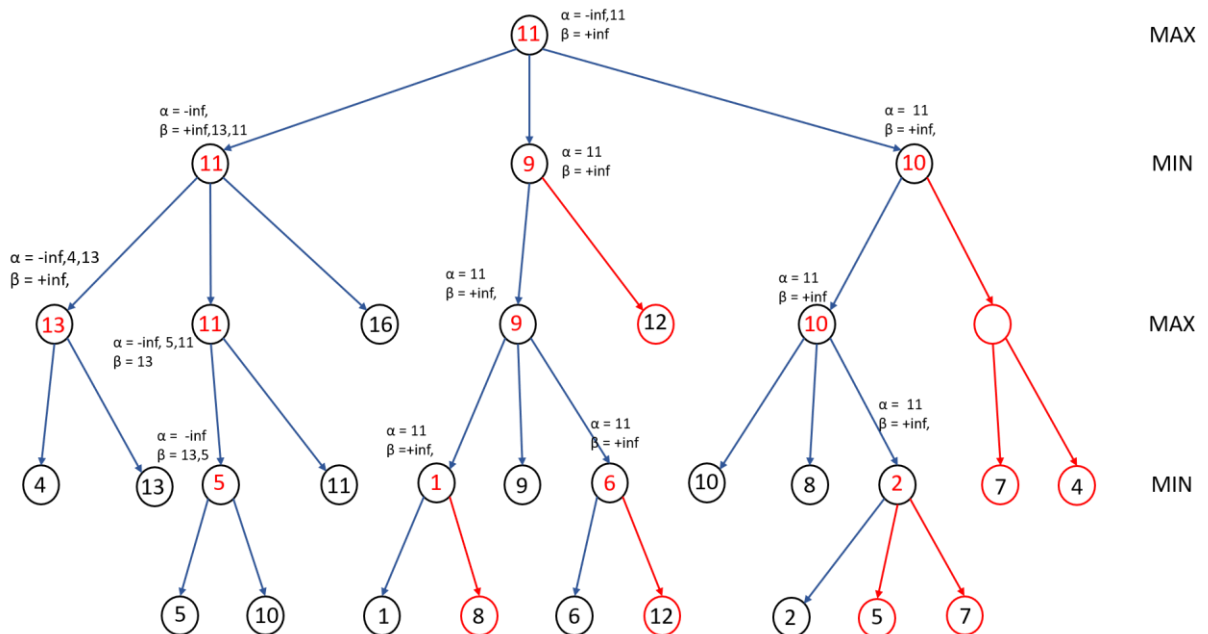 α = -inf,11
β = +inf
11
MAX
α = -inf,
β = +inf,13,11
11
α = 11
β = +inf
9
α =  11
β = +inf,
10
MIN
α = -inf,4,13
β = +inf,
13
α = -inf, 5,11
β = 13
11
16
α = 11
β = +inf,
9
12
α = 11
β = +inf
10
MAX
4
13
α =  -inf
β = 13,5
5
11
α = 11
β =+inf,
1
9
α = 11
β = +inf
6
10
8
α =  11
β = +inf,
2
7
4
MIN
5
10
1
8
6
12
2
5
7